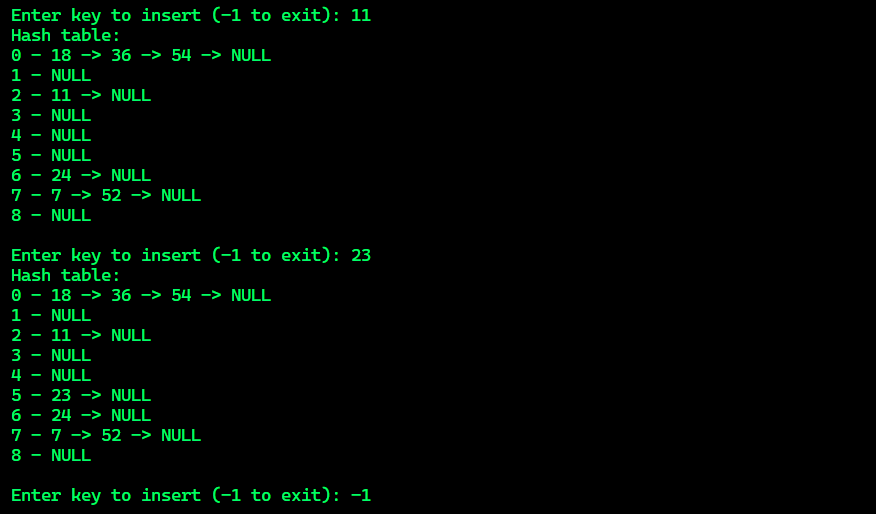 Enter key to insert (-1 to exit): 11
Hash table:
0 - 18 -> 36 -> 54 -> NULL
1 - NULL
2 - 11 -> NULL
3 - NULL
4 - NULL
5 - NULL
6 - 24 -> NULL
7 - 7 -> 52 -> NULL
8 - NULL

Enter key to insert (-1 to exit): 23
Hash table:
0 - 18 -> 36 -> 54 -> NULL
1 - NULL
2 - 11 -> NULL
3 - NULL
4 - NULL
5 - 23 -> NULL
6 - 24 -> NULL
7 - 7 -> 52 -> NULL
8 - NULL

Enter key to insert (-1 to exit): -1